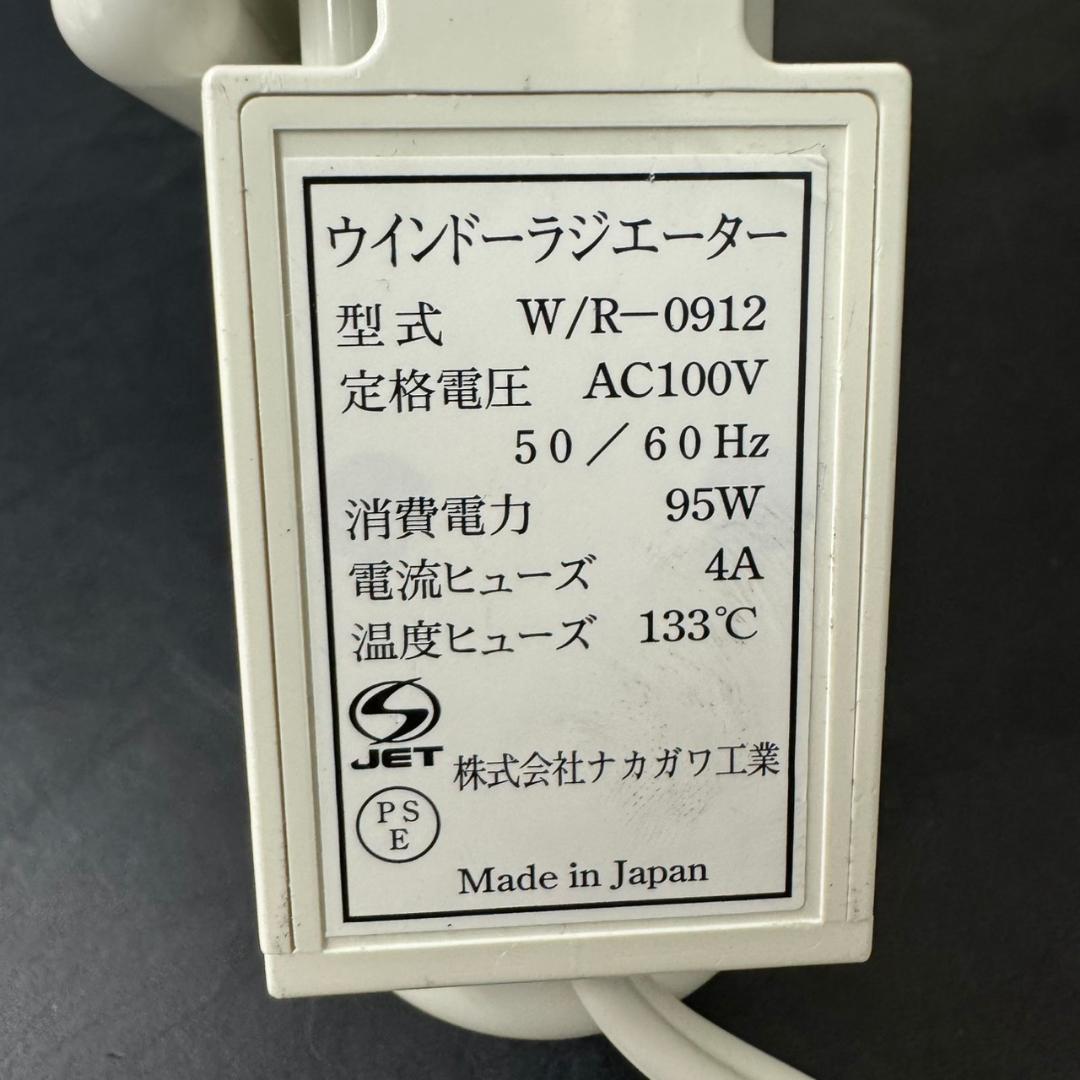 ウインドーラジエーター
型式 W/R-0912
定格電圧 AC100V
50/60Hz
消費電力 95W
電流ヒューズ 4A
温度ヒューズ 133℃
JET
株式会社ナカガワ工業
PS
E
Made in Japan